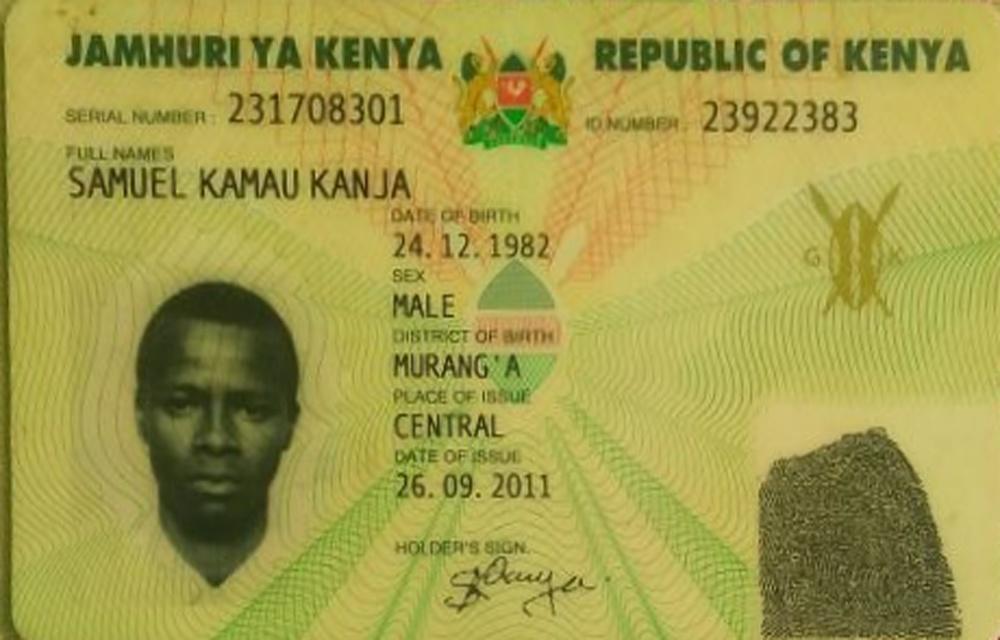 JAMHURI YA KENYA REPUBLIC OF KENYA
SERIAL NUMBER : 231708301 ID NUMBER : 23922383
FULL NAMES
SAMUEL KAMAU KANJA
DATE OF BIRTH
24. 12. 1982
SEX
MALE
DISTRICT OF BIRTH
MURANG'A
PLACE OF ISSUE
CENTRAL
DATE OF ISSUE
26. 09. 2011
HOLDER'S SIGN.
G K